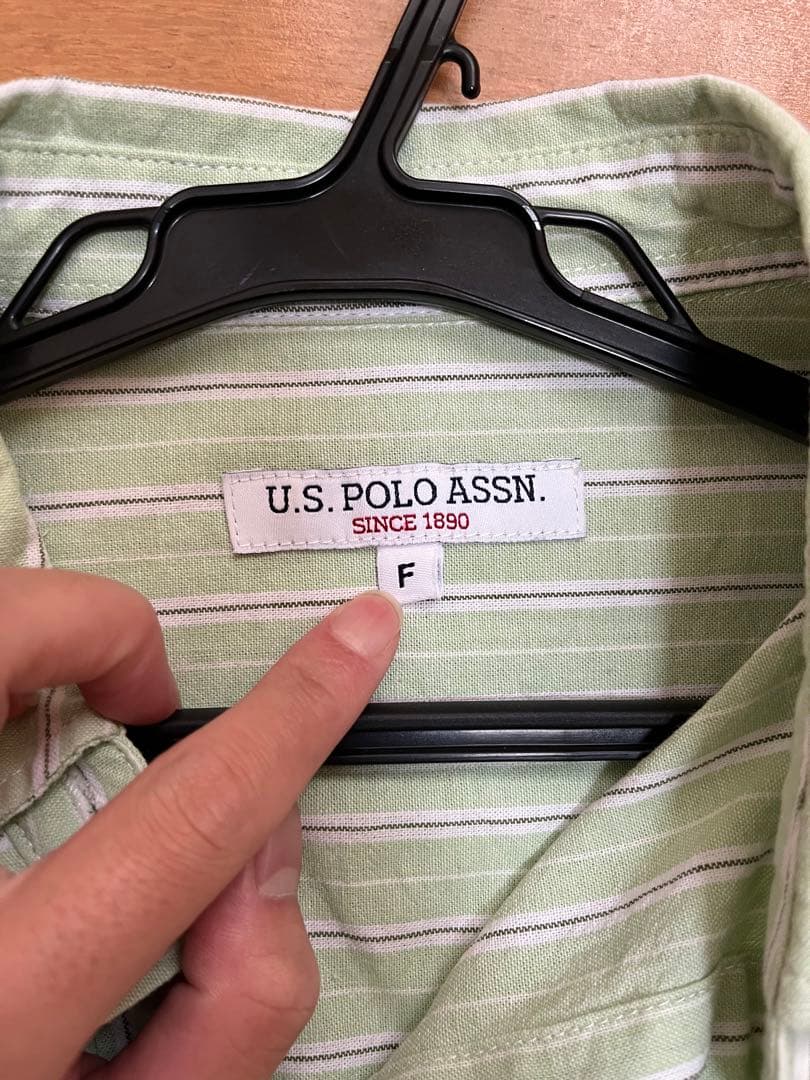 U.S. POLO ASSN.
SINCE 1890
F